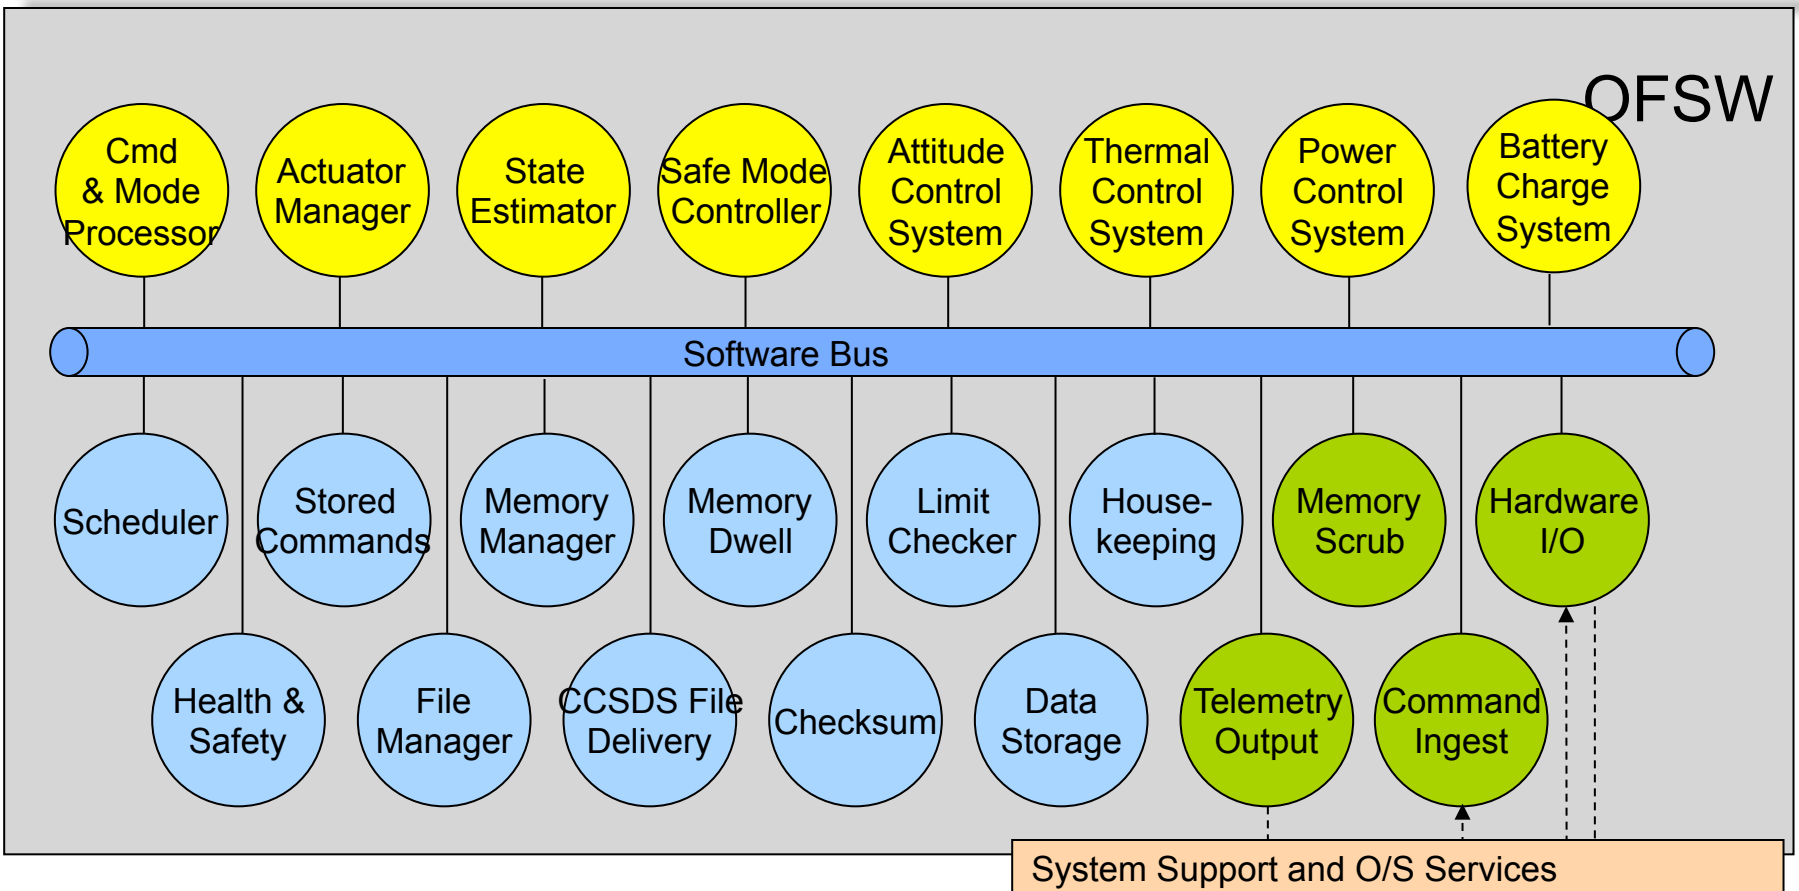 OFSW
Cmd
& Mode
Processor
Actuator
Manager
State
Estimator
Safe Mode
Controller
Attitude
Control
System
Thermal
Control
System
Power
Control
System
Battery
Charge
System
Software Bus
Scheduler
Stored
Commands
Memory
Manager
Memory
Dwell
Limit
Checker
House-
keeping
Memory
Scrub
Hardware
I/O
Health &
Safety
File
Manager
CCSDS File
Delivery
Checksum
Data
Storage
Telemetry
Output
Command
Ingest
System Support and O/S Services